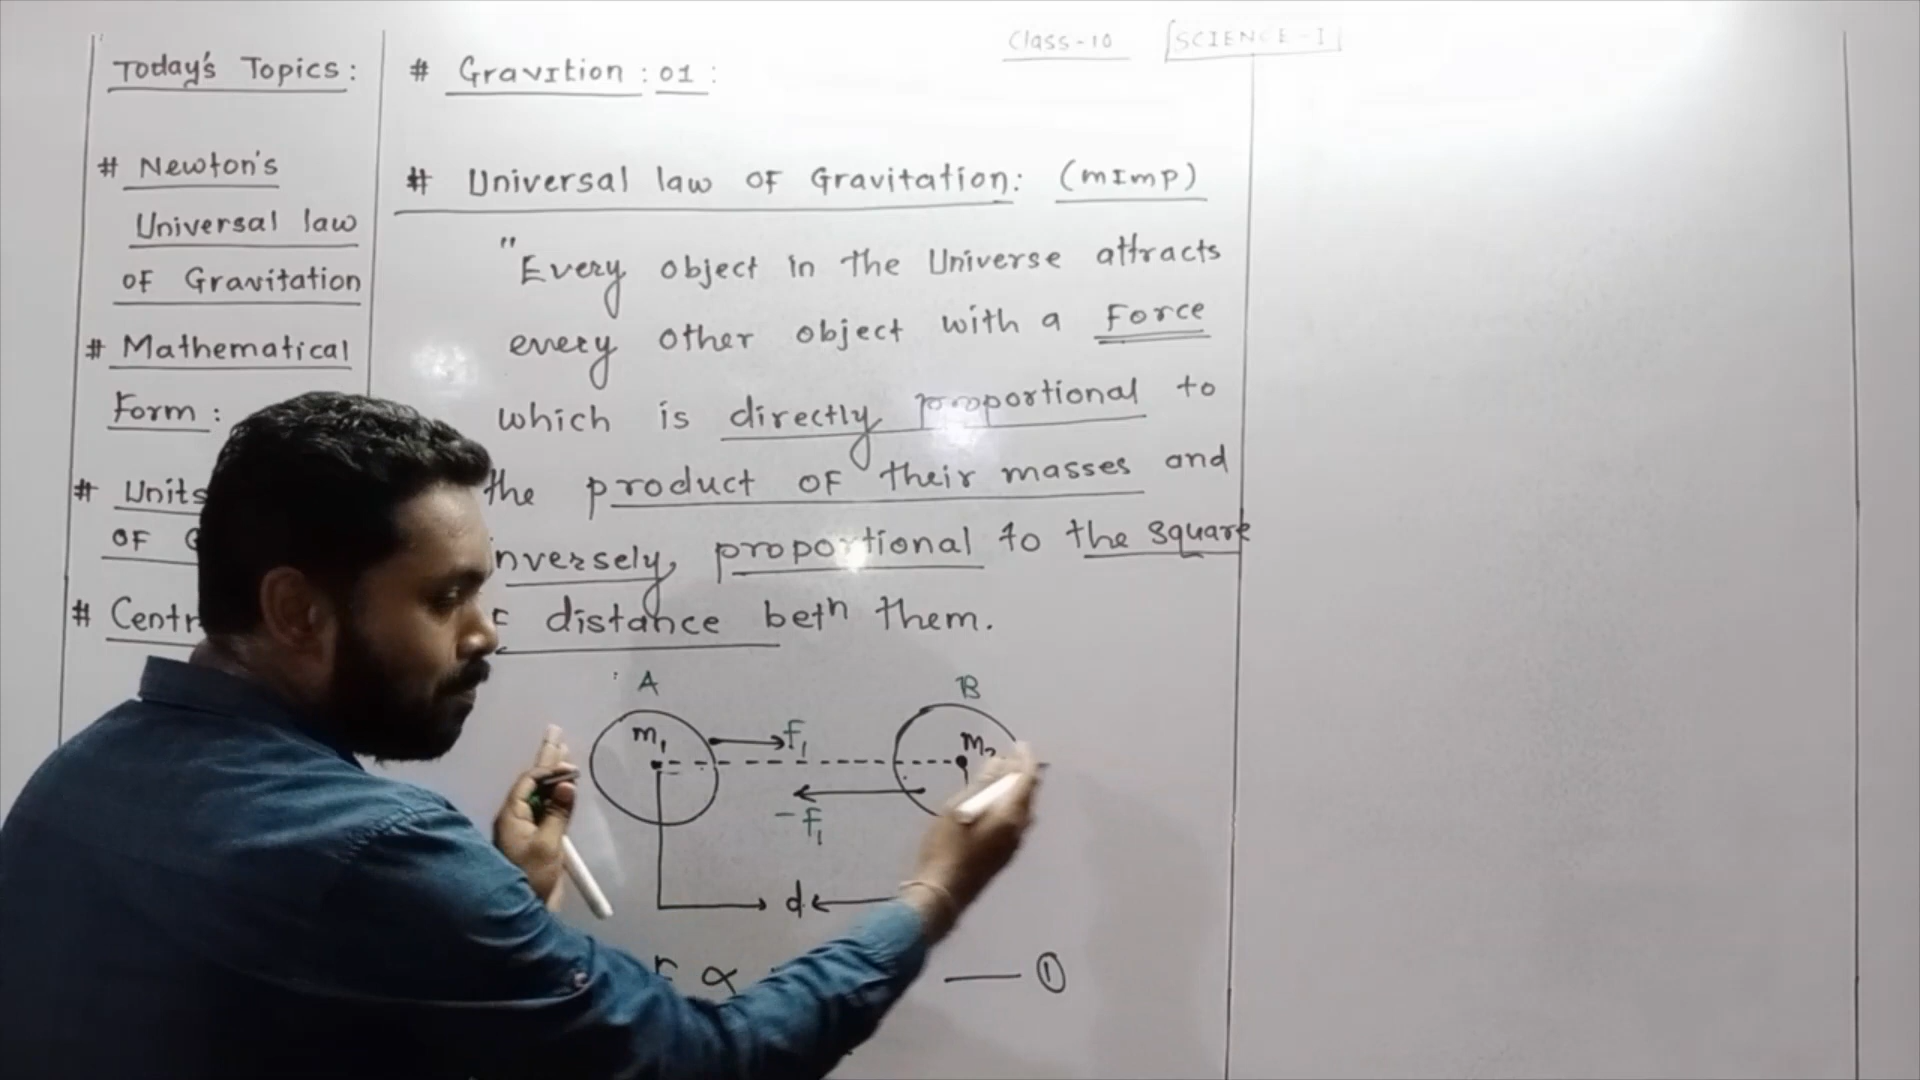 Class-10 SCIENCE-I
Today's Topics:
# Newton's
Universal law
of Gravitation
# Mathematical
Form:
# Units
OF
#
# Gravition: 01:
# Universal law OF Gravitation: (mImp)
"Every object in the Universe attracts
every other object with a Force
which is directly proportional to
the product OF their masses and
nversely proportional to the square
distance betn them.
A B
m1 m2
f1
-f1
d
∝ — 1